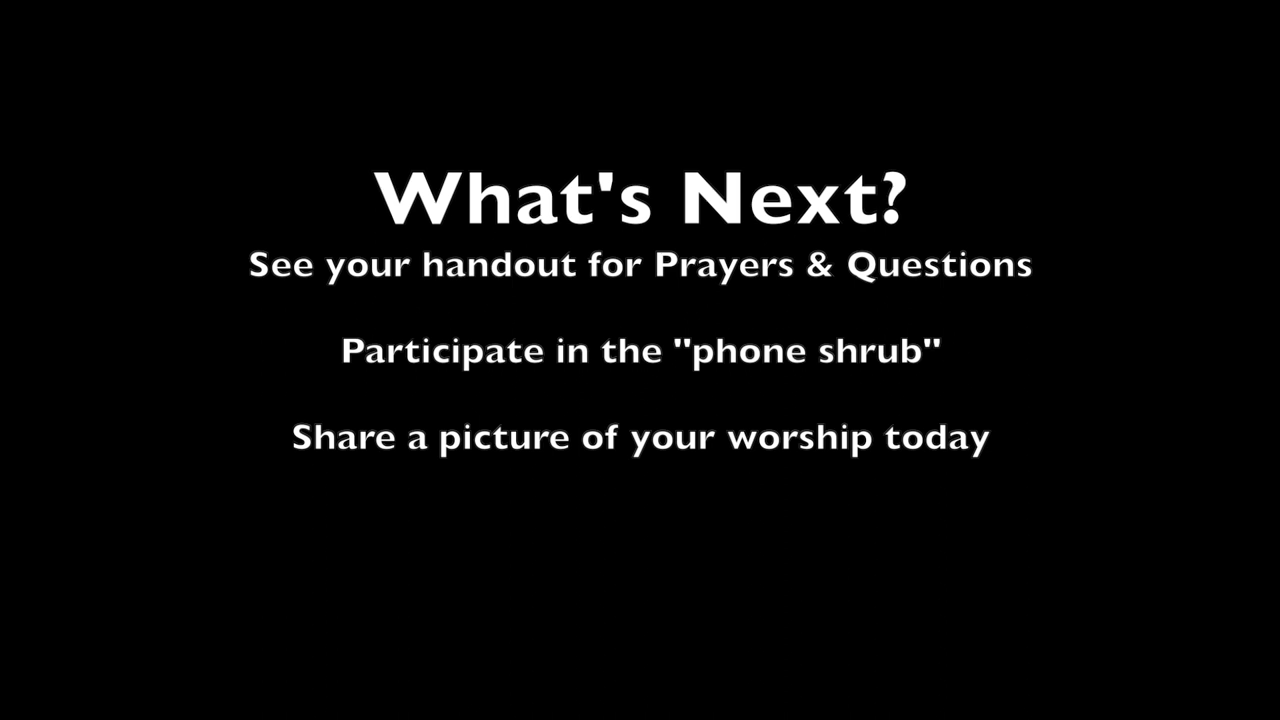 What's Next?
See your handout for Prayers & Questions
Participate in the "phone shrub"
Share a picture of your worship today